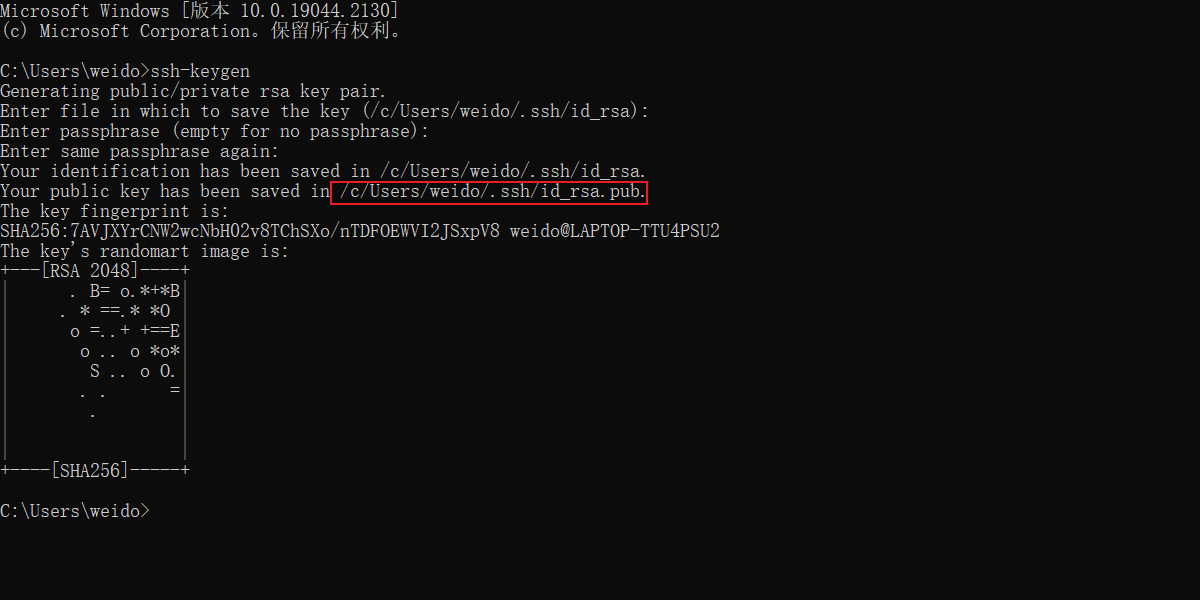 Microsoft Windows [版本 10.0.19044.2130]
(c) Microsoft Corporation。保留所有权利。
C:\Users\weido>ssh-keygen
Generating public/private rsa key pair.
Enter file in which to save the key (/c/Users/weido/.ssh/id_rsa):
Enter passphrase (empty for no passphrase):
Enter same passphrase again:
Your identification has been saved in /c/Users/weido/.ssh/id_rsa.
Your public key has been saved in /c/Users/weido/.ssh/id_rsa.pub.
The key fingerprint is:
SHA256:7AVJXYrCNW2wcNbH02v8TChSXo/nTDFOEWVI2JSxpV8 weido@LAPTOP-TTU4PSU2
The key's randomart image is:
+---[RSA 2048]----+
|      . B= o.*+*B|
|     . * ==.* *O |
|      o =..+ +==E|
|       o .. o *o*|
|        S .. o O.|
|       . .      =|
|        .        |
|                 |
|                 |
+----[SHA256]-----+
C:\Users\weido>